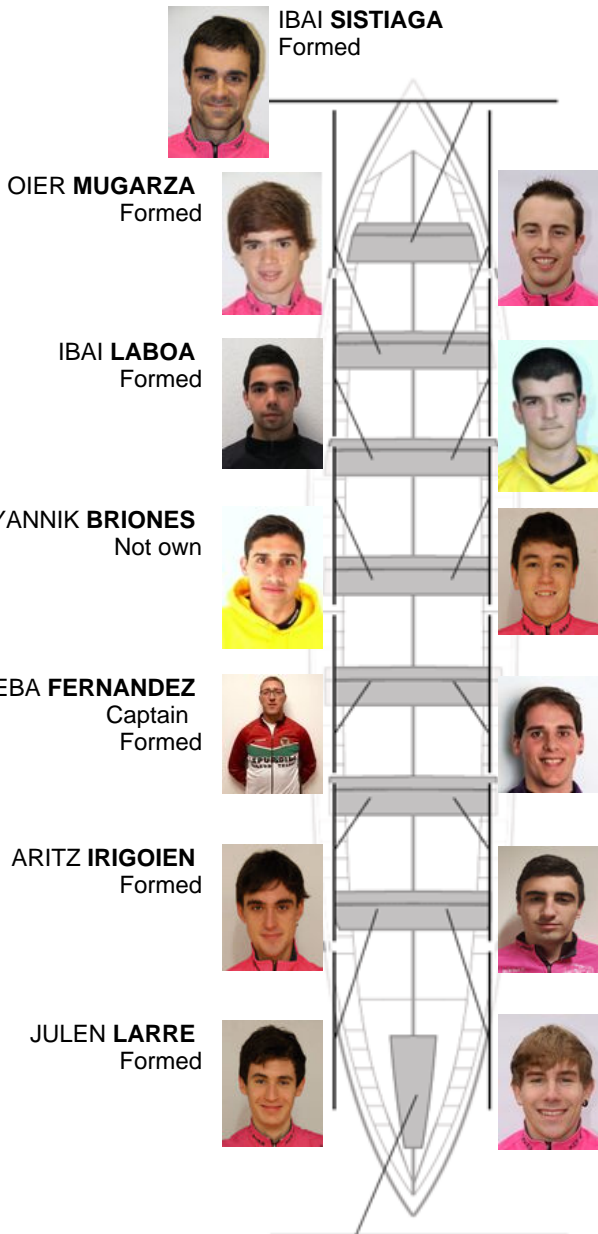 IBAI SISTIAGA
Formed
OIER MUGARZA
Formed
IBAI LABOA
Formed
YANNIK BRIONES
Not own
EBA FERNANDEZ
Captain
Formed
ARITZ IRIGOIEN
Formed
JULEN LARRE
Formed